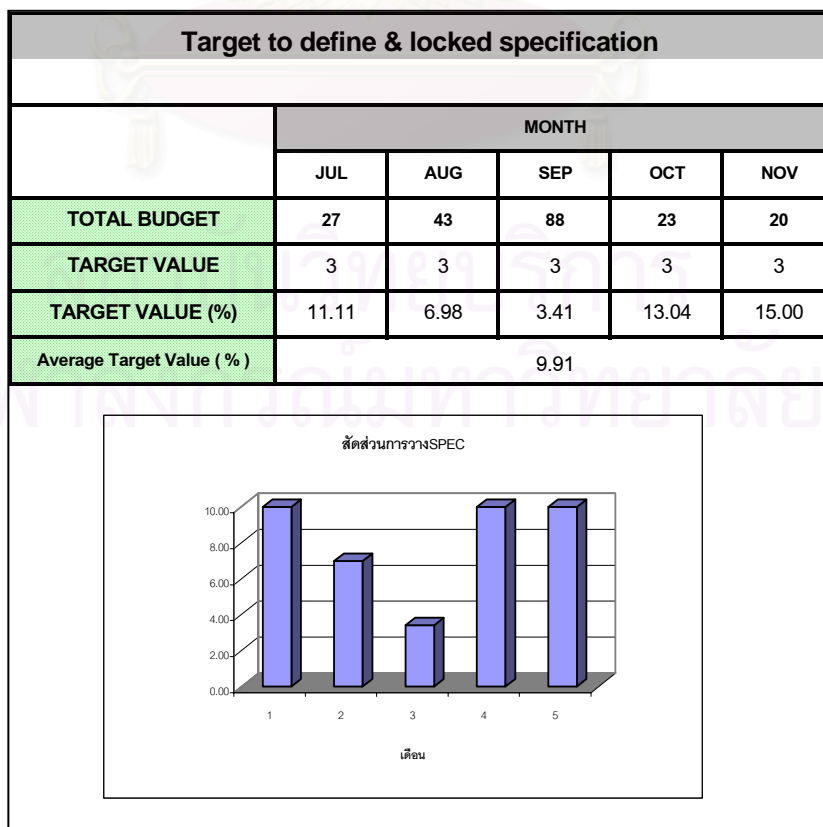 Target to define & locked specification
MONTH
JUL AUG SEP OCT NOV
TOTAL BUDGET 27 43 88 23 20
TARGET VALUE 3 3 3 3 3
TARGET VALUE (%) 11.11 6.98 3.41 13.04 15.00
Average Target Value ( % ) 9.91
สัดส่วนการวางSPEC
10.00
8.00
6.00
4.00
2.00
0.00
1 2 3 4 5
เดือน